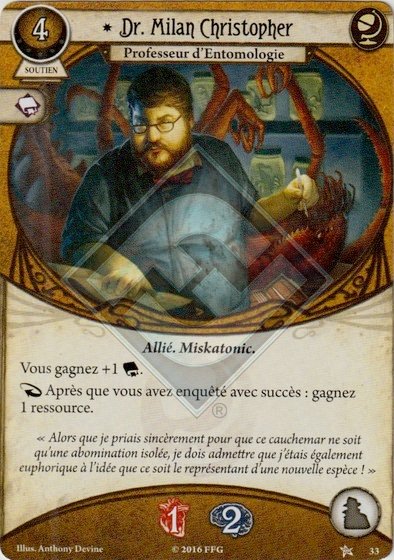 4
SOUTIEN
Dr. Milan Christopher
Professeur d'Entomologie
Allié. Miskatonic.
Vous gagnez +1 .
Après que vous avez enquêté avec succès : gagnez
1 ressource.
« Alors que je priais sincèrement pour que ce cauchemar ne soit
qu'une abomination isolée, je dois admettre que j'étais également
euphorique à l'idée que ce soit le représentant d'une nouvelle espèce ! »
1
2
Illus. Anthony Devine
© 2016 FFG
33
®